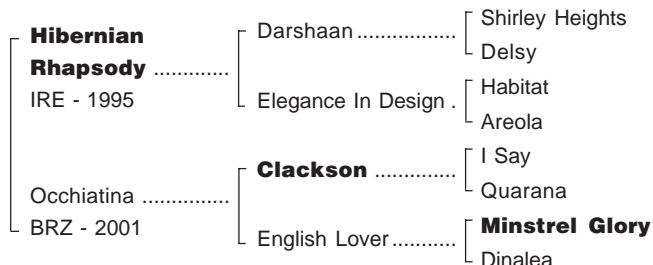 Hibernian
Rhapsody .............
IRE - 1995
Darshaan ..................
Shirley Heights
Delsy
Elegance In Design .
Habitat
Areola
Occhiatina ...............
BRZ - 2001
Clackson ...............
I Say
Quarana
English Lover...........
Minstrel Glory
Dinalea